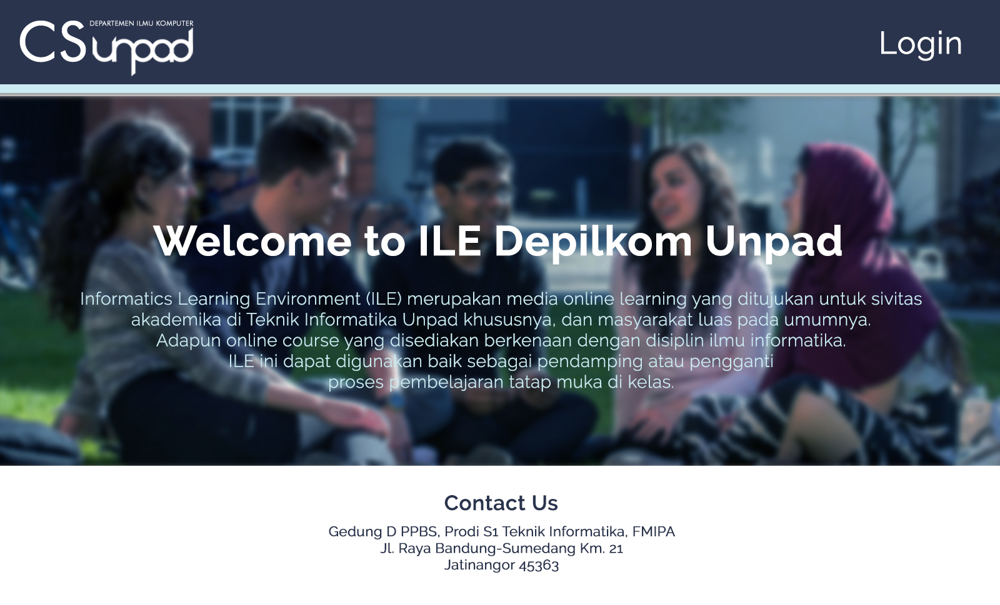 CS unpad
DEPARTEMEN ILMU KOMPUTER
Login
Welcome to ILE Depilkom Unpad
Informatics Learning Environment (ILE) merupakan media online learning yang ditujukan untuk sivitas
akademika di Teknik Informatika Unpad khususnya, dan masyarakat luas pada umumnya.
Adapun online course yang disediakan berkenaan dengan disiplin ilmu informatika.
ILE ini dapat digunakan baik sebagai pendamping atau pengganti
proses pembelajaran tatap muka di kelas.
Contact Us
Gedung D PPBS, Prodi S1 Teknik Informatika, FMIPA
Jl. Raya Bandung-Sumedang Km. 21
Jatinangor 45363